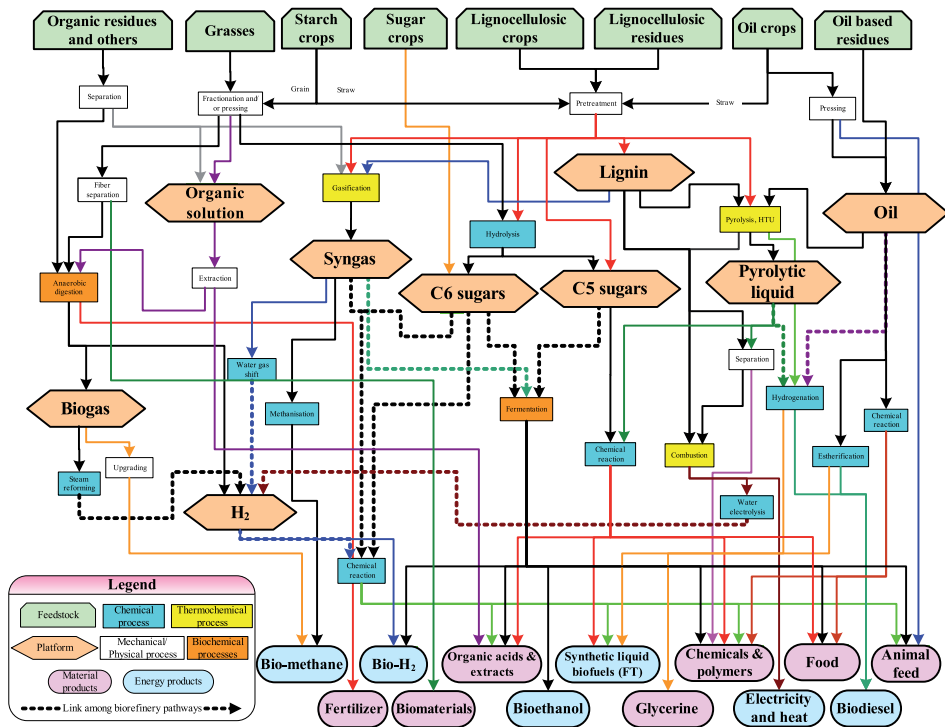 Organic residues
and others
Grasses
Starch
crops
Sugar
crops
Lignocellulosic
crops
Lignocellulosic
residues
Oil crops
Oil based
residues
Separation
Fractionation and/
or pressing
Grain
Straw
Pretreatment
Straw
Pressing
Fiber
separation
Organic
solution
Gasification
Lignin
Hydrolysis
Pyrolysis, HTU
Oil
Anaerobic
digestion
Extraction
Syngas
C6 sugars
C5 sugars
Pyrolytic
liquid
Water gas
shift
Separation
Biogas
Methanisation
Fermentation
Hydrogenation
Chemical
reaction
Steam
reforming
Upgrading
Chemical
reaction
Combustion
Estherification
H2
Water
electrolysis
Chemical
reaction
Legend
Feedstock
Chemical
process
Thermochemical
process
Platform
Mechanical/
Physical process
Biochemical
processes
Material
products
Energy products
Link among biorefinery pathways
Bio-methane
Bio-H2
Organic acids &
extracts
Synthetic liquid
biofuels (FT)
Chemicals &
polymers
Food
Animal
feed
Fertilizer
Biomaterials
Bioethanol
Glycerine
Electricity
and heat
Biodiesel